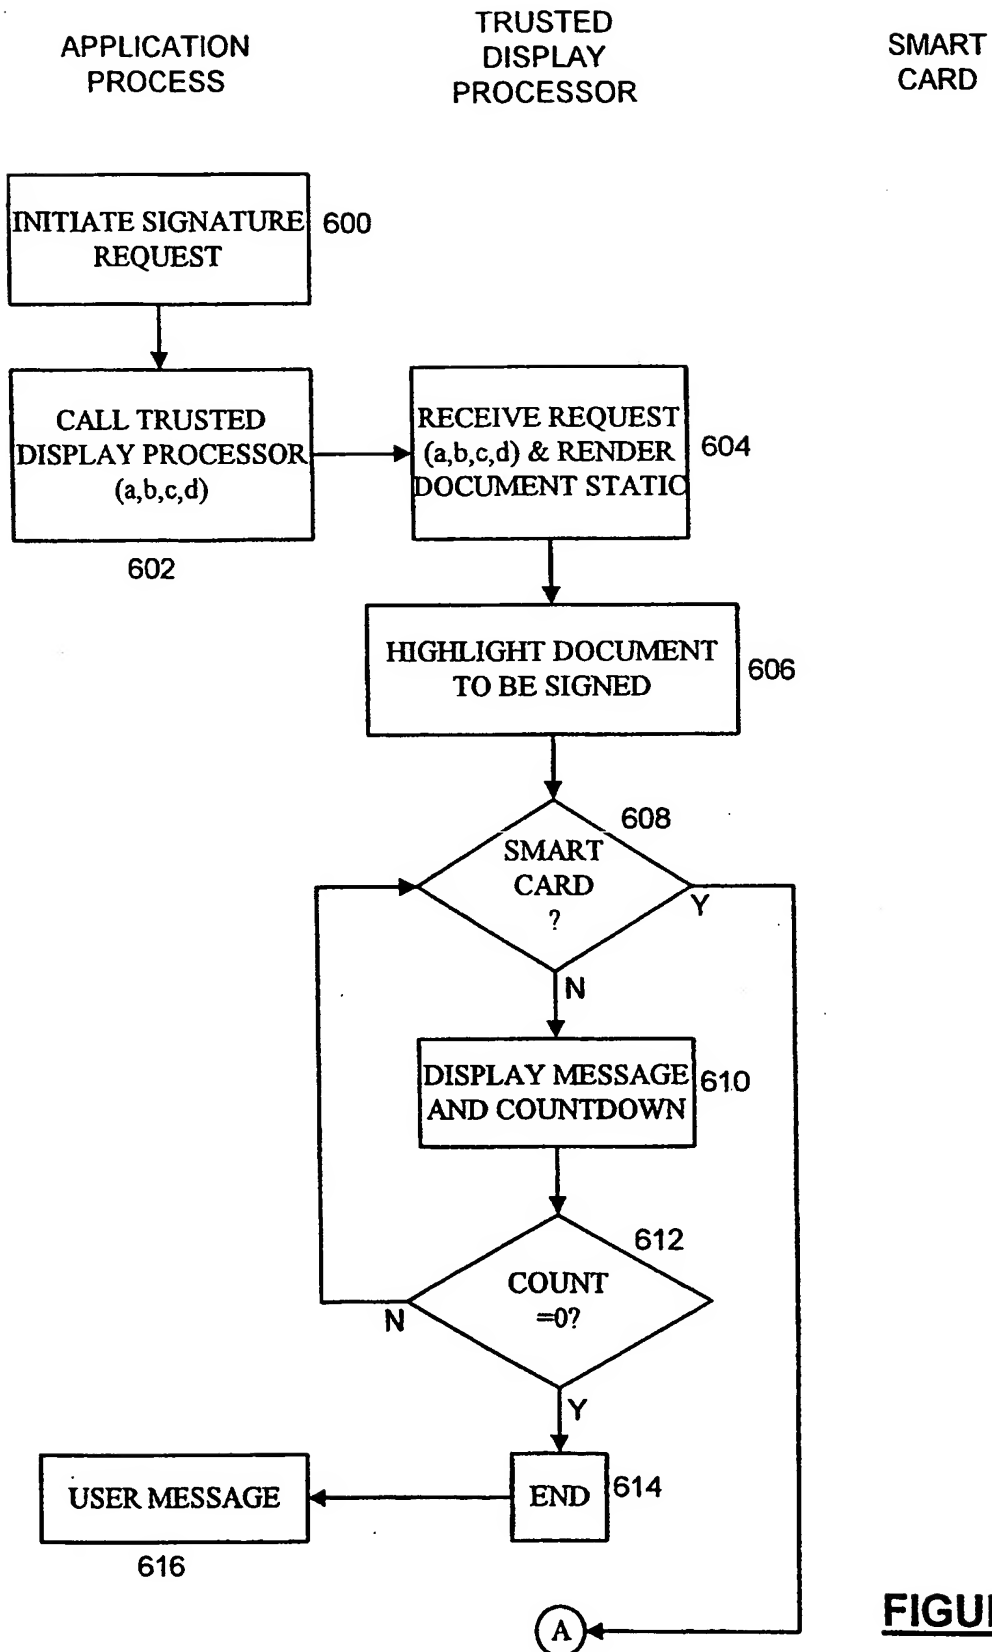 APPLICATION
PROCESS
TRUSTED
DISPLAY
PROCESSOR
SMART
CARD
INITIATE SIGNATURE
REQUEST
600
CALL TRUSTED
DISPLAY PROCESSOR
(a,b,c,d)
602
RECEIVE REQUEST
(a,b,c,d) & RENDER
DOCUMENT STATIC
604
HIGHLIGHT DOCUMENT
TO BE SIGNED
606
608
SMART
CARD
?
Y
N
DISPLAY MESSAGE
AND COUNTDOWN
610
612
COUNT
=0?
N
Y
END
614
USER MESSAGE
616
A